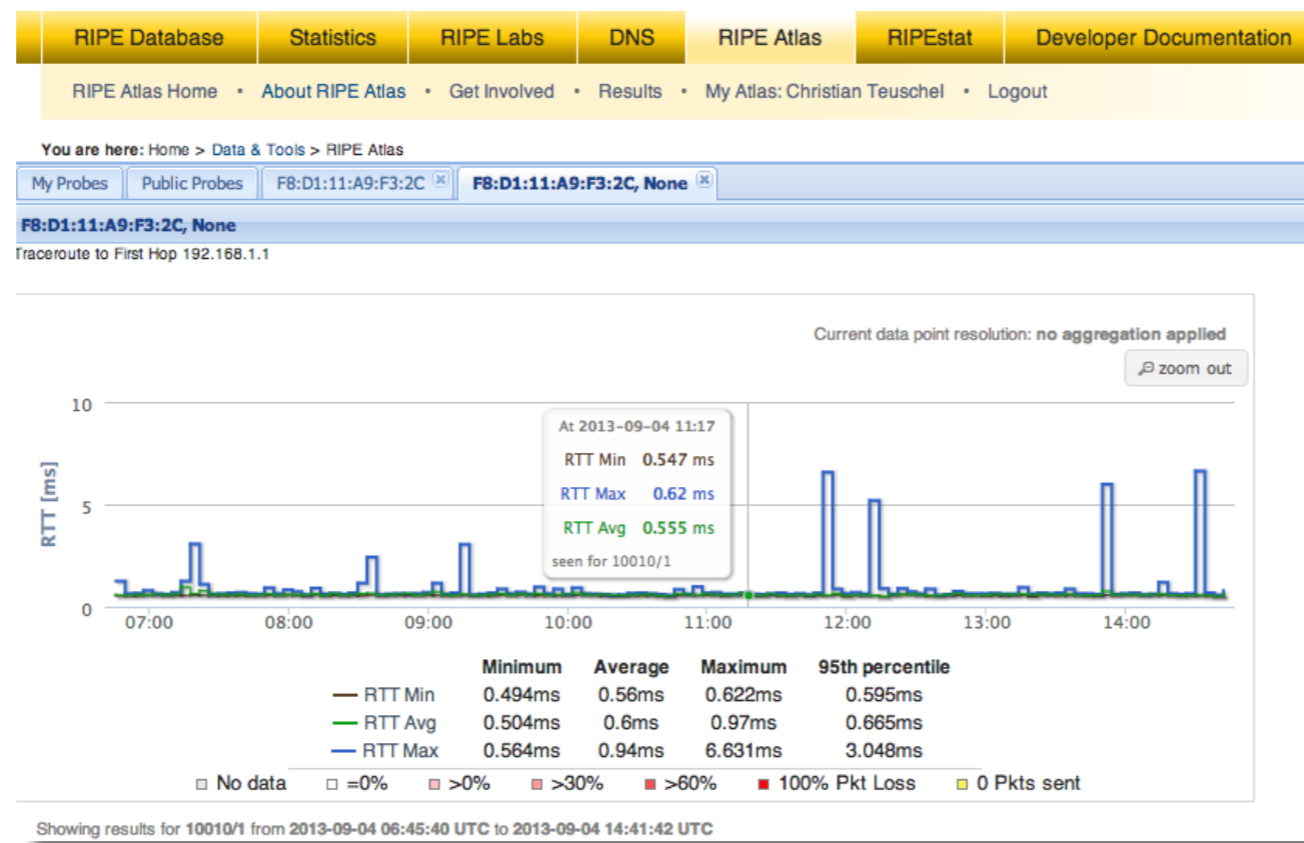 RIPE Database Statistics RIPE Labs DNS RIPE Atlas RIPEstat Developer Documentation
RIPE Atlas Home • About RIPE Atlas • Get Involved • Results • My Atlas: Christian Teuschel • Logout
You are here: Home > Data & Tools > RIPE Atlas
My Probes Public Probes F8:D1:11:A9:F3:2C F8:D1:11:A9:F3:2C, None
F8:D1:11:A9:F3:2C, None
Traceroute to First Hop 192.168.1.1
Current data point resolution: no aggregation applied
zoom out
10
At 2013-09-04 11:17
RTT Min 0.547 ms
RTT Max 0.62 ms
RTT Avg 0.555 ms
seen for 10010/1
RTT [ms]
5
0
07:00 08:00 09:00 10:00 11:00 12:00 13:00 14:00
Minimum Average Maximum 95th percentile
RTT Min 0.494ms 0.56ms 0.622ms 0.595ms
RTT Avg 0.504ms 0.6ms 0.97ms 0.665ms
RTT Max 0.564ms 0.94ms 6.631ms 3.048ms
No data =0% >0% >30% >60% 100% Pkt Loss 0 Pkts sent
Showing results for 10010/1 from 2013-09-04 06:45:40 UTC to 2013-09-04 14:41:42 UTC